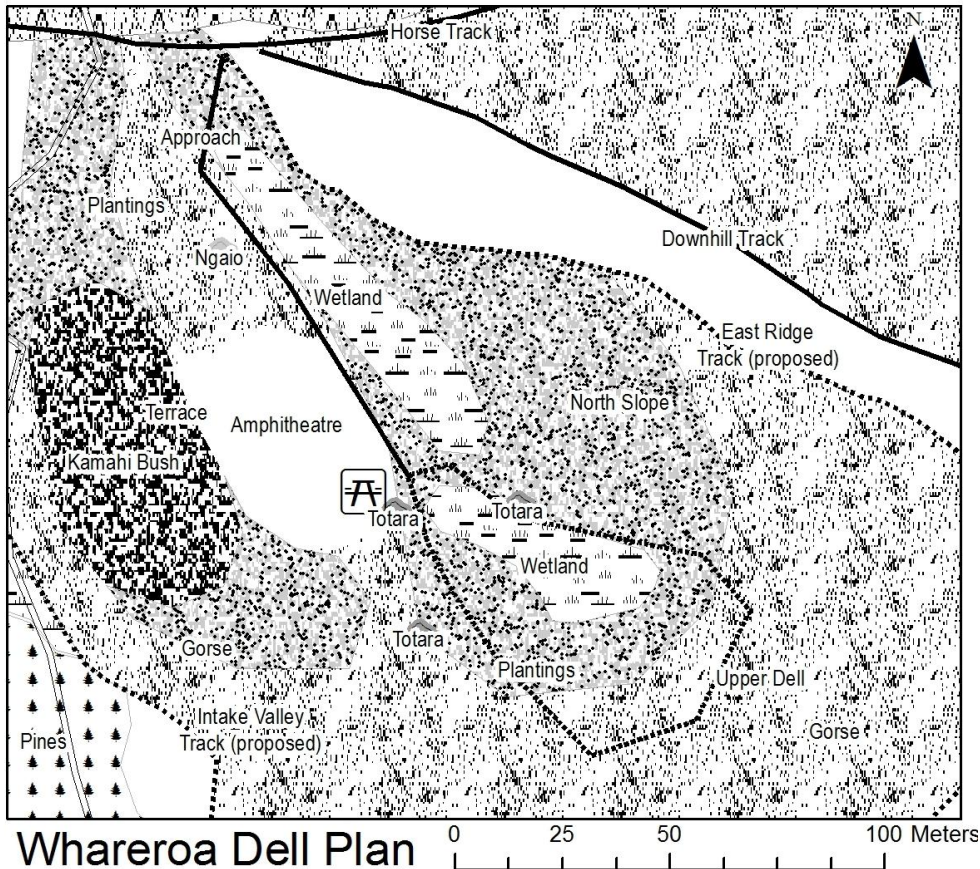 N
Horse Track
Approach
Plantings
Downhill Track
Ngaio
Wetland
East Ridge
Track (proposed)
North Slope
Terrace
Amphitheatre
Kamahi Bush
Totara
Totara
Wetland
Totara
Gorse
Plantings
Upper Dell
Intake Valley
Track (proposed)
Pines
Gorse
Whareroa Dell Plan
0 25 50 100 Meters